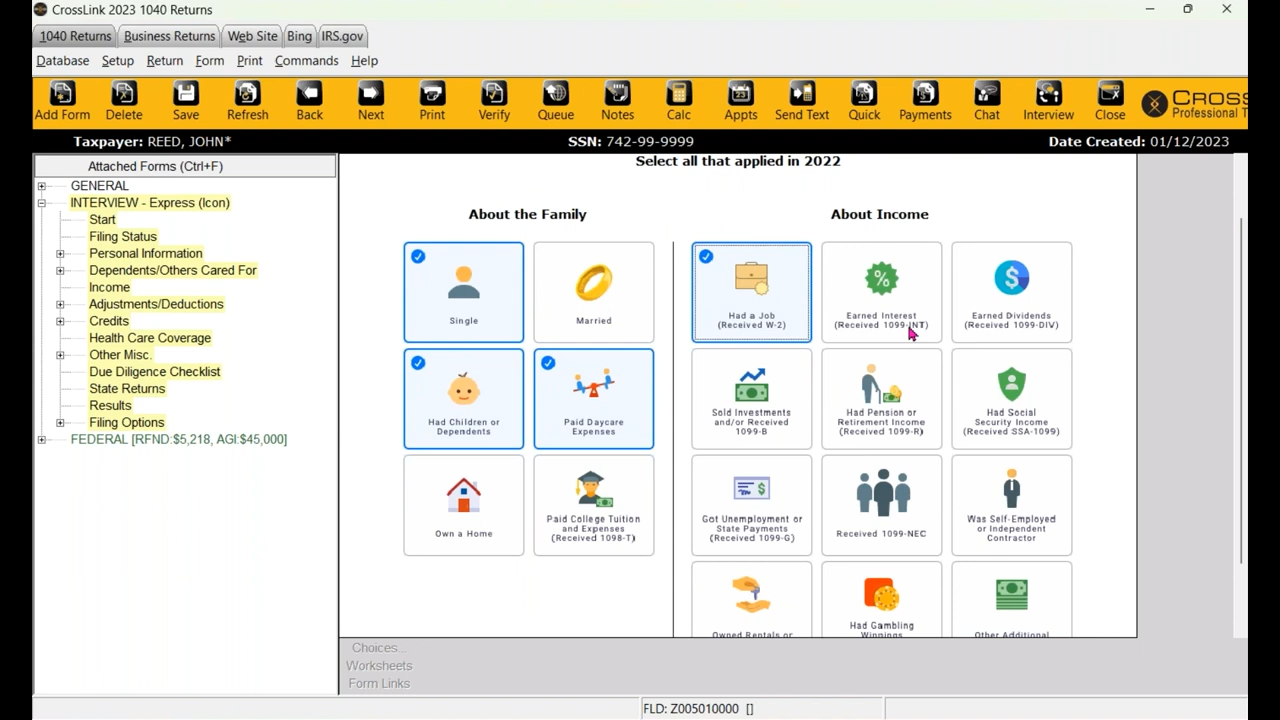 CrossLink 2023 1040 Returns
1040 Returns Business Returns Web Site Bing IRS.gov
Database Setup Return Form Print Commands Help
Add Form Delete Save Refresh Back Next Print Verify Queue Notes Calc Appts Send Text Quick Payments Chat Interview Close
Taxpayer: REED, JOHN* SSN: 742-99-9999 Date Created: 01/12/2023
Attached Forms (Ctrl+F)
GENERAL
INTERVIEW - Express (Icon)
Start
Filing Status
Personal Information
Dependents/Others Cared For
Income
Adjustments/Deductions
Credits
Health Care Coverage
Other Misc.
Due Diligence Checklist
State Returns
Results
Filing Options
FEDERAL [RFND:$5,218, AGI:$45,000]
Select all that applied in 2022
About the Family
Single
Married
Had Children or
Dependents
Paid Daycare
Expenses
Own a Home
Paid College Tuition
and Expenses
(Received 1098-T)
About Income
Had a Job
(Received W-2)
Earned Interest
(Received 1099-INT)
Earned Dividends
(Received 1099-DIV)
Sold Investments
and/or Received
1099-B
Had Pension or
Retirement Income
(Received 1099-R)
Had Social
Security Income
(Received SSA-1099)
Got Unemployment or
State Payments
(Received 1099-G)
Received 1099-NEC
Was Self-Employed
or Independent
Contractor
Owned Rentals or
Had Gambling
Winnings
Other Additional
Choices...
Worksheets
Form Links
FLD: Z005010000 []